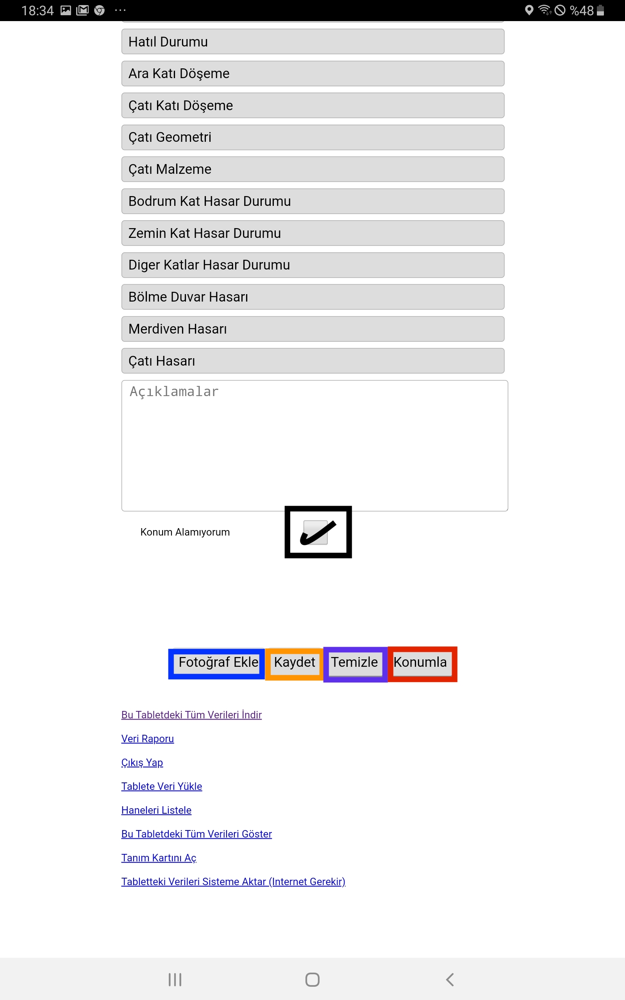 18:34 %48
Hatıl Durumu
Ara Katı Döşeme
Çatı Katı Döşeme
Çatı Geometri
Çatı Malzeme
Bodrum Kat Hasar Durumu
Zemin Kat Hasar Durumu
Diger Katlar Hasar Durumu
Bölme Duvar Hasarı
Merdiven Hasarı
Çatı Hasarı
Açıklamalar
Konum Alamıyorum
Fotoğraf Ekle Kaydet Temizle Konumla
Bu Tabletdeki Tüm Verileri İndir
Veri Raporu
Çıkış Yap
Tablete Veri Yükle
Haneleri Listele
Bu Tabletdeki Tüm Verileri Göster
Tanım Kartını Aç
Tabletteki Verileri Sisteme Aktar (Internet Gerekir)